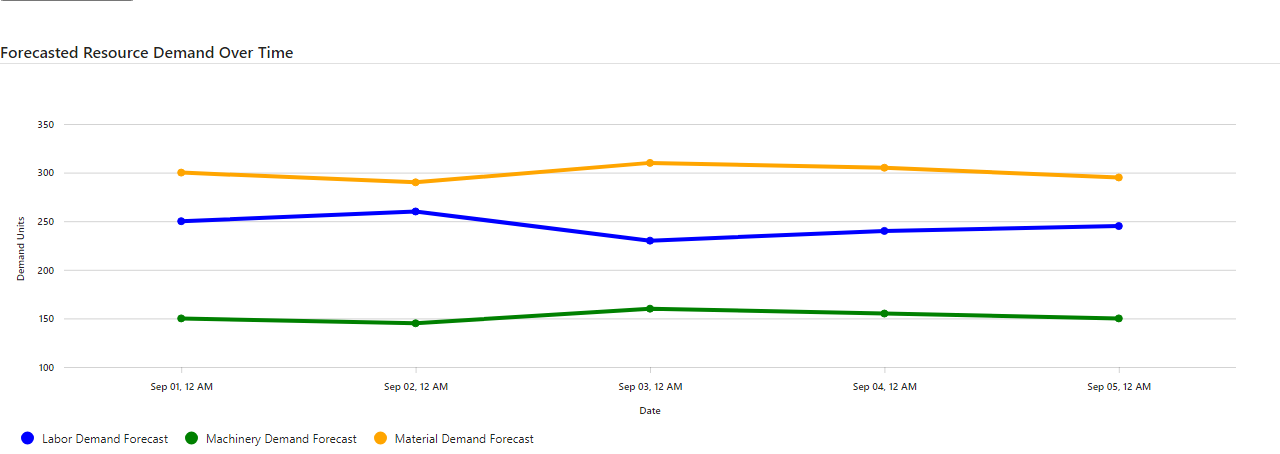 Forecasted Resource Demand Over Time
350
300
250
200
150
100
Demand Units
Sep 01, 12 AM
Sep 02, 12 AM
Sep 03, 12 AM
Sep 04, 12 AM
Sep 05, 12 AM
Date
Labor Demand Forecast
Machinery Demand Forecast
Material Demand Forecast